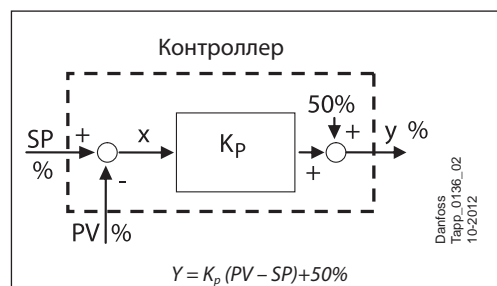 Контроллер
50%
SP + x Kp + y %
% - +
PV %
Danfoss
Tapp_0136_02
10-2012
Y = Kp (PV – SP)+50%